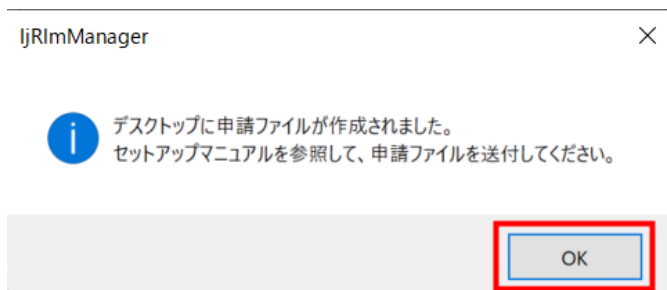 IjRlmManager
デスクトップに申請ファイルが作成されました。
セットアップマニュアルを参照して、申請ファイルを送付してください。
OK